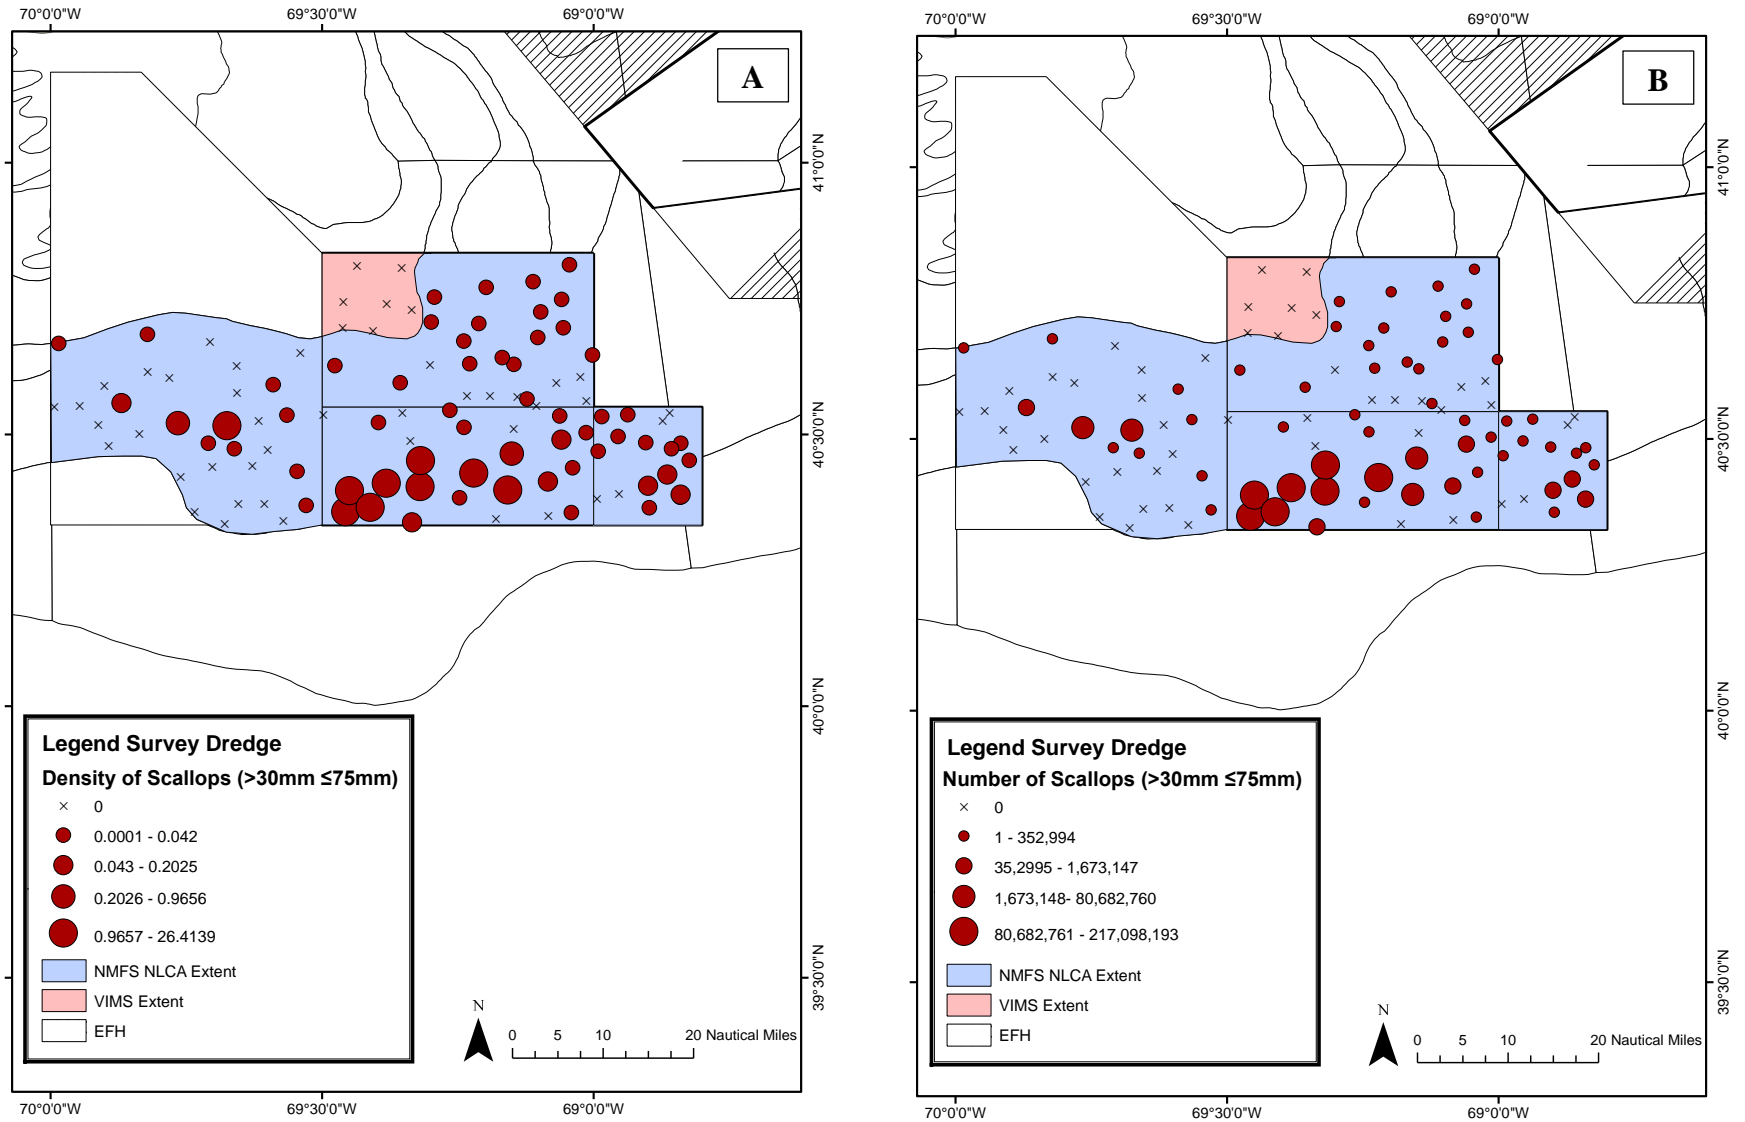 70°0'0"W 69°30'0"W 69°0'0"W
A
41°0'0"N
40°30'0"N
40°0'0"N
39°30'0"N
Legend Survey Dredge
Density of Scallops (>30mm ≤75mm)
0
0.0001 - 0.042
0.043 - 0.2025
0.2026 - 0.9656
0.9657 - 26.4139
NMFS NLCA Extent
VIMS Extent
EFH
N
0 5 10 20 Nautical Miles
70°0'0"W 69°30'0"W 69°0'0"W
70°0'0"W 69°30'0"W 69°0'0"W
B
41°0'0"N
40°30'0"N
40°0'0"N
39°30'0"N
Legend Survey Dredge
Number of Scallops (>30mm ≤75mm)
0
1 - 352,994
35,2995 - 1,673,147
1,673,148- 80,682,760
80,682,761 - 217,098,193
NMFS NLCA Extent
VIMS Extent
EFH
N
0 5 10 20 Nautical Miles
70°0'0"W 69°30'0"W 69°0'0"W